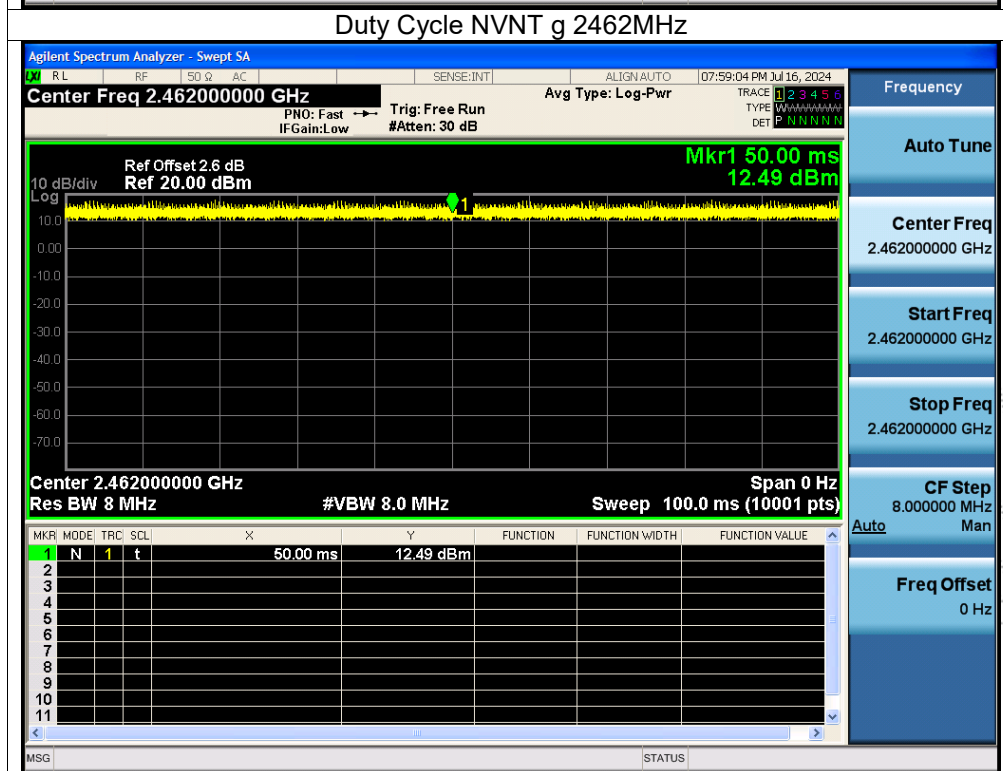 Duty Cycle NVNT g 2462MHz
Agilent Spectrum Analyzer - Swept SA
LXI RL RF 50 Ω AC SENSE:INT ALIGN AUTO 07:59:04 PM Jul 16, 2024
Center Freq 2.462000000 GHz Avg Type: Log-Pwr TRACE 1 2 3 4 5 6
PNO: Fast Trig: Free Run TYPE WWWWWW
IFGain:Low #Atten: 30 dB DET P N N N N N
Mkr1 50.00 ms
12.49 dBm
Ref Offset 2.6 dB
10 dB/div Ref 20.00 dBm
Log
1
10.0
0.00
-10.0
-20.0
-30.0
-40.0
-50.0
-60.0
-70.0
Center 2.462000000 GHz Span 0 Hz
Res BW 8 MHz #VBW 8.0 MHz Sweep 100.0 ms (10001 pts)
MKR MODE TRC SCL X Y FUNCTION FUNCTION WIDTH FUNCTION VALUE
1 N 1 t 50.00 ms 12.49 dBm
2
3
4
5
6
7
8
9
10
11
MSG STATUS
Frequency
Auto Tune
Center Freq
2.462000000 GHz
Start Freq
2.462000000 GHz
Stop Freq
2.462000000 GHz
CF Step
8.000000 MHz
Auto Man
Freq Offset
0 Hz